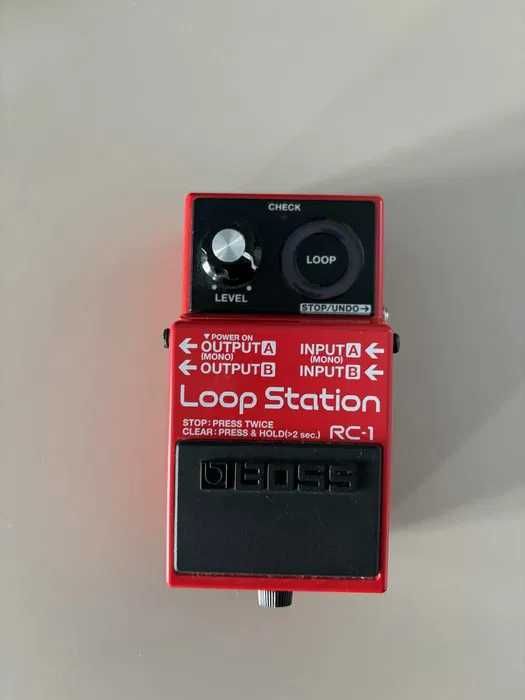 CHECK
LOOP
LEVEL
STOP/UNDO→
▼POWER ON
← OUTPUT A
INPUT A ←
(MONO)
(MONO)
← OUTPUT B
INPUT B ←
Loop Station
STOP: PRESS TWICE
CLEAR: PRESS & HOLD(>2 sec.)
RC-1
BOSS